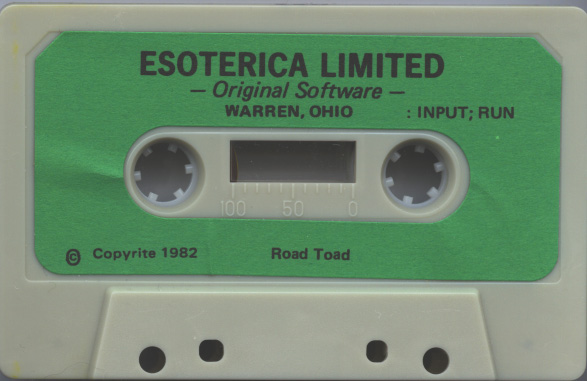 ESOTERICA LIMITED
— Original Software —
WARREN, OHIO : INPUT; RUN
100 50 0
© Copyrite 1982 Road Toad